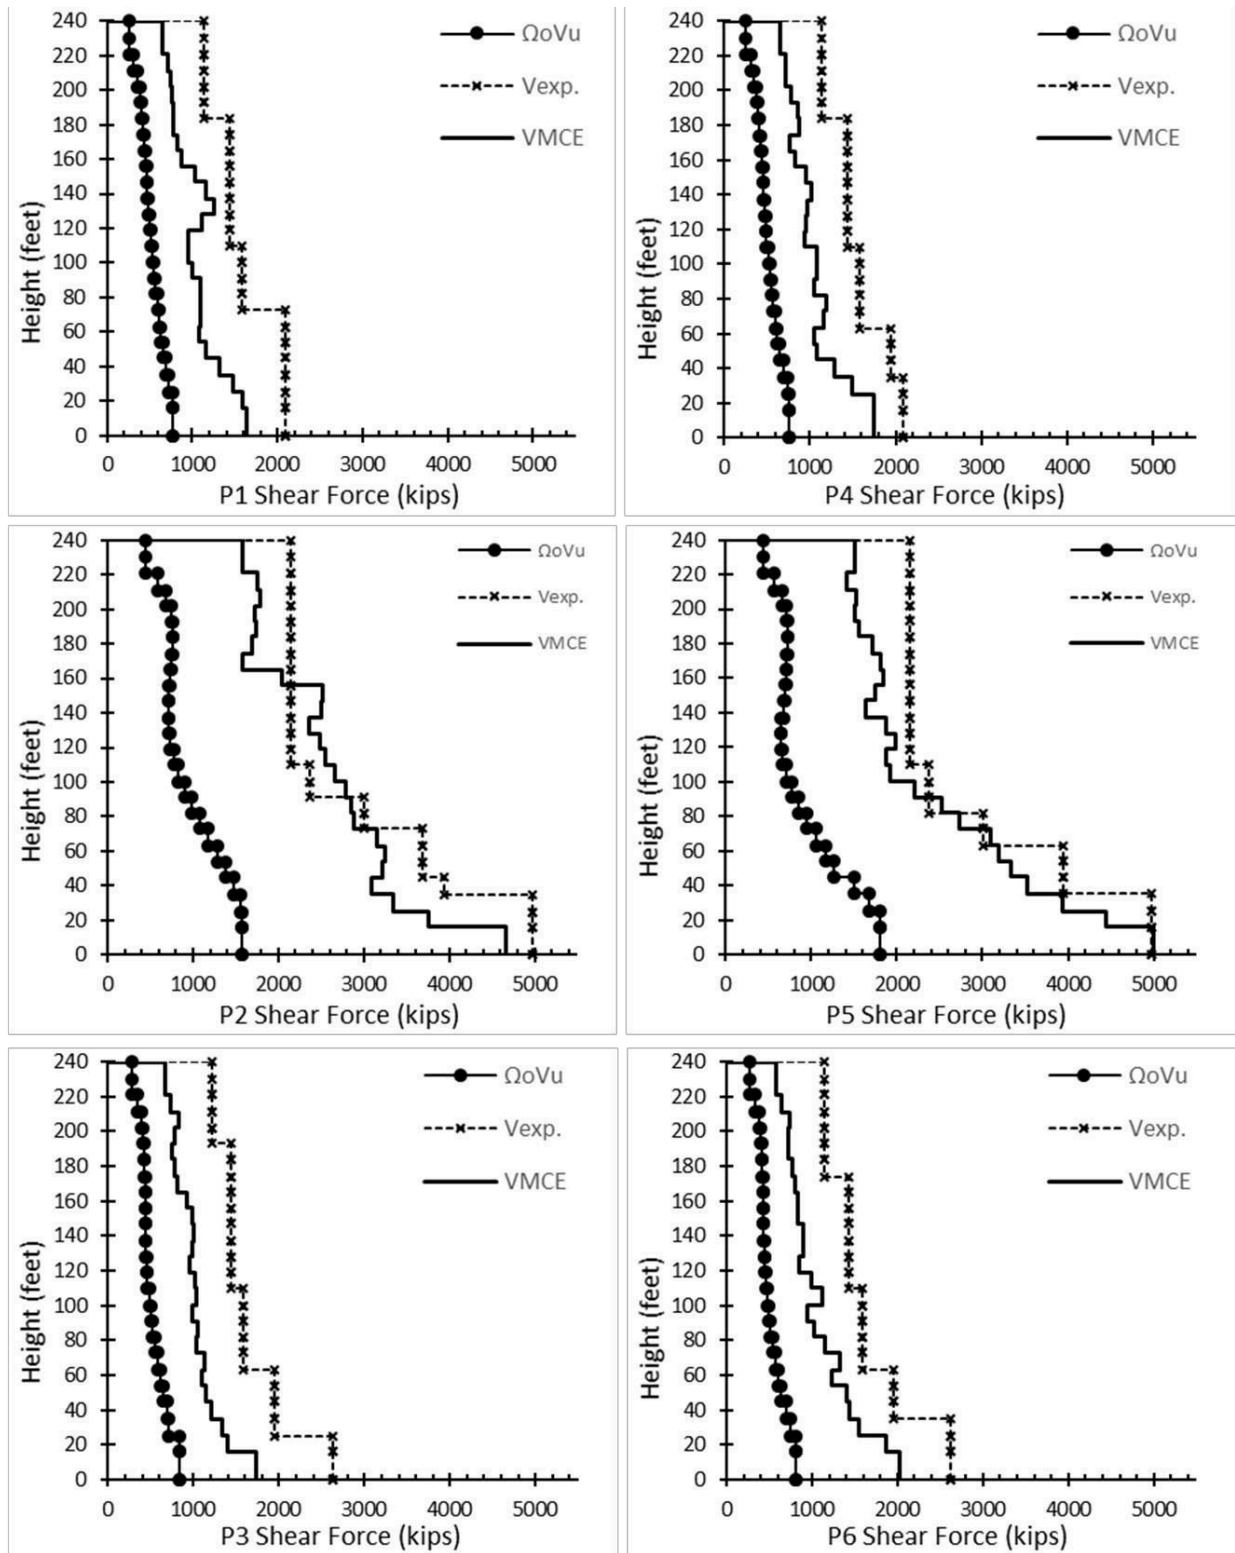 240
220
200
180
160
140
120
100
80
60
40
20
0
Height (feet)
ΩoVu
Vexp.
VMCE
0 1000 2000 3000 4000 5000
P1 Shear Force (kips)
240
220
200
180
160
140
120
100
80
60
40
20
0
Height (feet)
ΩoVu
Vexp.
VMCE
0 1000 2000 3000 4000 5000
P4 Shear Force (kips)
240
220
200
180
160
140
120
100
80
60
40
20
0
Height (feet)
ΩoVu
Vexp.
VMCE
0 1000 2000 3000 4000 5000
P2 Shear Force (kips)
240
220
200
180
160
140
120
100
80
60
40
20
0
Height (feet)
ΩoVu
Vexp.
VMCE
0 1000 2000 3000 4000 5000
P5 Shear Force (kips)
240
220
200
180
160
140
120
100
80
60
40
20
0
Height (feet)
ΩoVu
Vexp.
VMCE
0 1000 2000 3000 4000 5000
P3 Shear Force (kips)
240
220
200
180
160
140
120
100
80
60
40
20
0
Height (feet)
ΩoVu
Vexp.
VMCE
0 1000 2000 3000 4000 5000
P6 Shear Force (kips)